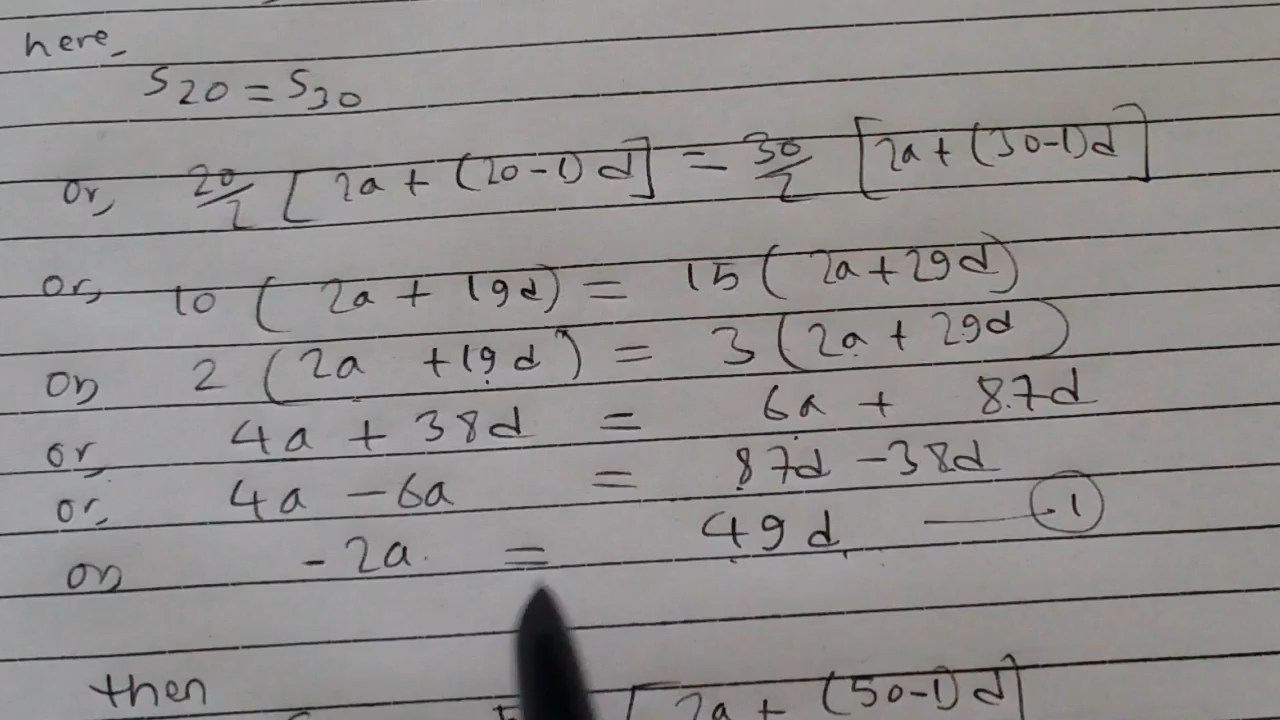 here,
S20 = S30
or, 20/2 [2a + (20-1)d] = 30/2 [2a + (30-1)d]
or, 10 (2a + 19d) = 15 (2a + 29d)
or, 2 (2a + 19d) = 3 (2a + 29d)
or, 4a + 38d = 6a + 87d
or, 4a - 6a = 87d - 38d
or, -2a = 49d — ①
then
[2a + (50-1)d]